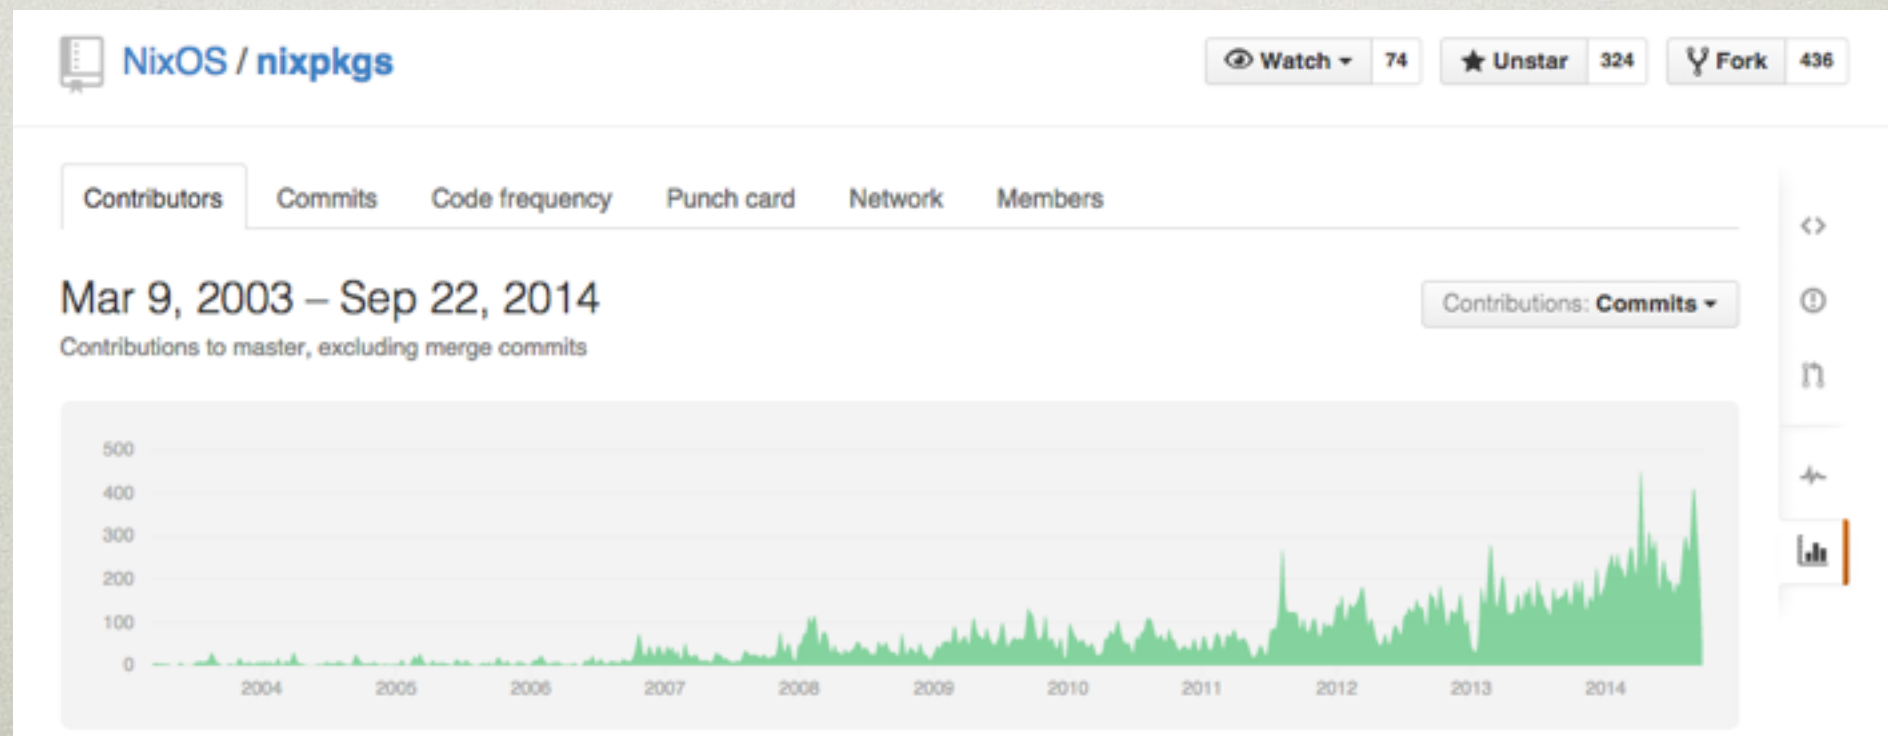 NixOS / nixpkgs
Watch 74 Unstar 324 Fork 436
Contributors Commits Code frequency Punch card Network Members
Mar 9, 2003 – Sep 22, 2014
Contributions: Commits
Contributions to master, excluding merge commits
500
400
300
200
100
0
2004 2005 2006 2007 2008 2009 2010 2011 2012 2013 2014